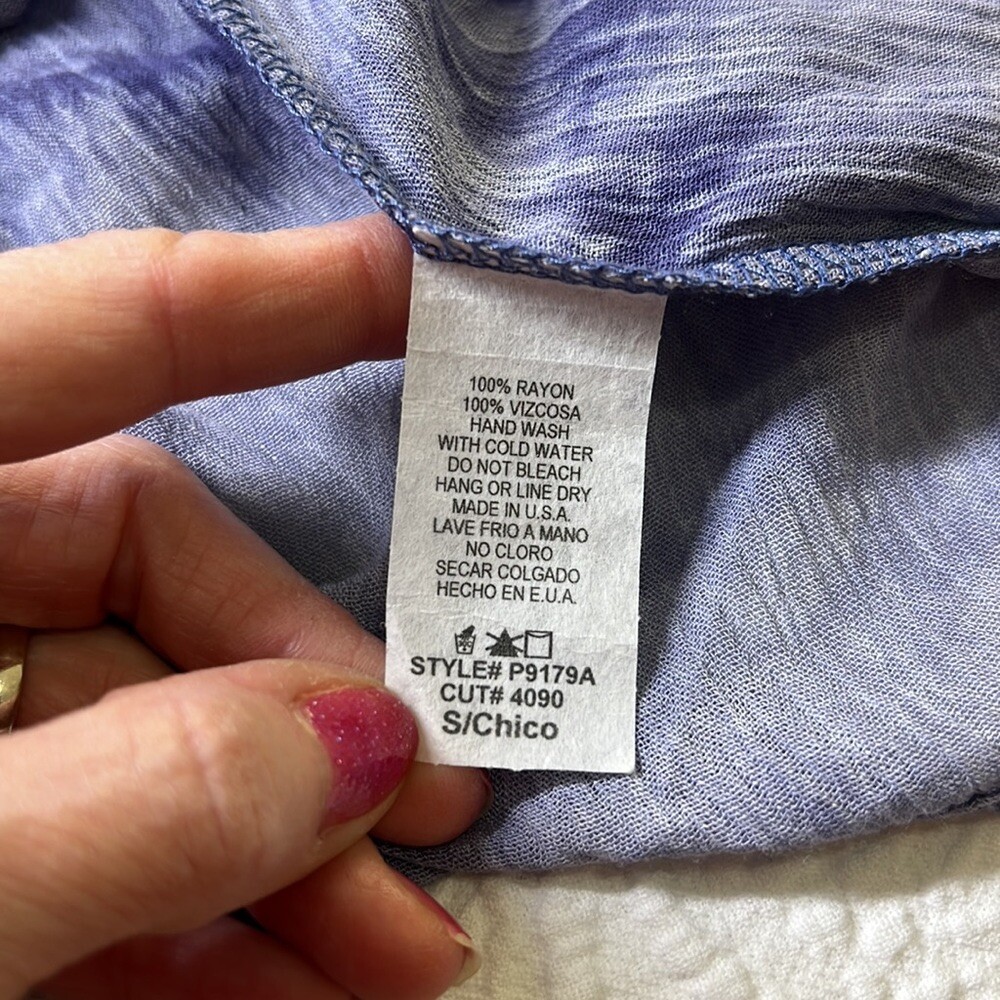 100% RAYON
100% VIZCOSA
HAND WASH
WITH COLD WATER
DO NOT BLEACH
HANG OR LINE DRY
MADE IN U.S.A.
LAVE FRIO A MANO
NO CLORO
SECAR COLGADO
HECHO EN E.U.A.
STYLE# P9179A
CUT# 4090
S/Chico